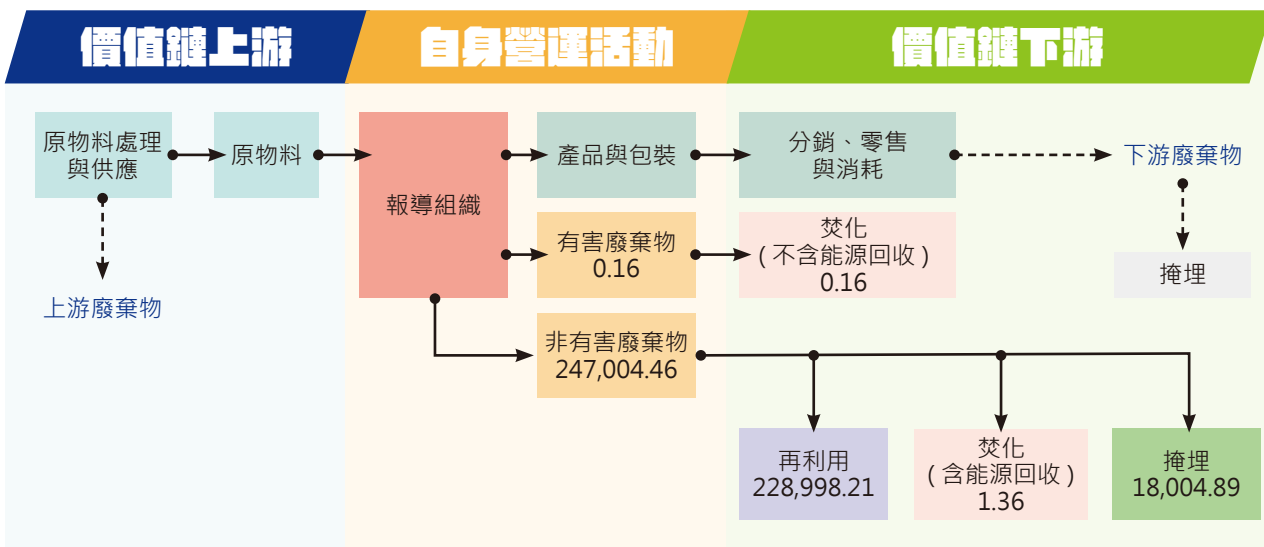 價值鏈上游
自身營運活動
價值鏈下游
原物料處理
與供應
原物料
報導組織
產品與包裝
分銷、零售
與消耗
下游廢棄物
上游廢棄物
有害廢棄物
0.16
焚化
(不含能源回收)
0.16
掩埋
非有害廢棄物
247,004.46
再利用
228,998.21
焚化
(含能源回收)
1.36
掩埋
18,004.89